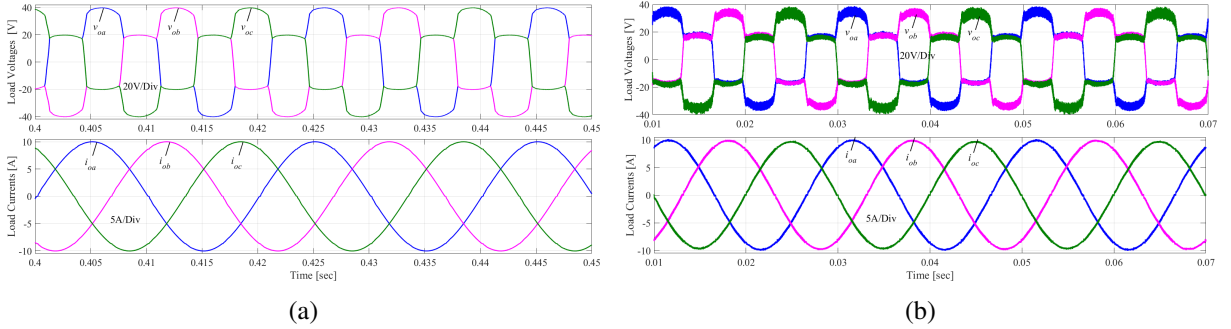 Load Voltages [V]
40
20
0
-20
-40
v_oa
v_ob
v_oc
20V/Div
0.4 0.405 0.41 0.415 0.42 0.425 0.43 0.435 0.44 0.445 0.45
Load Currents [A]
10
5
0
-5
-10
i_oa
i_ob
i_oc
5A/Div
0.4 0.405 0.41 0.415 0.42 0.425 0.43 0.435 0.44 0.445 0.45
Time [sec]
(a)
Load Voltages [V]
40
20
0
-20
-40
v_oa
v_ob
v_oc
20V/Div
0.01 0.02 0.03 0.04 0.05 0.06 0.07
Load Currents [A]
10
5
0
-5
-10
i_oa
i_ob
i_oc
5A/Div
0.01 0.02 0.03 0.04 0.05 0.06 0.07
Time [sec]
(b)